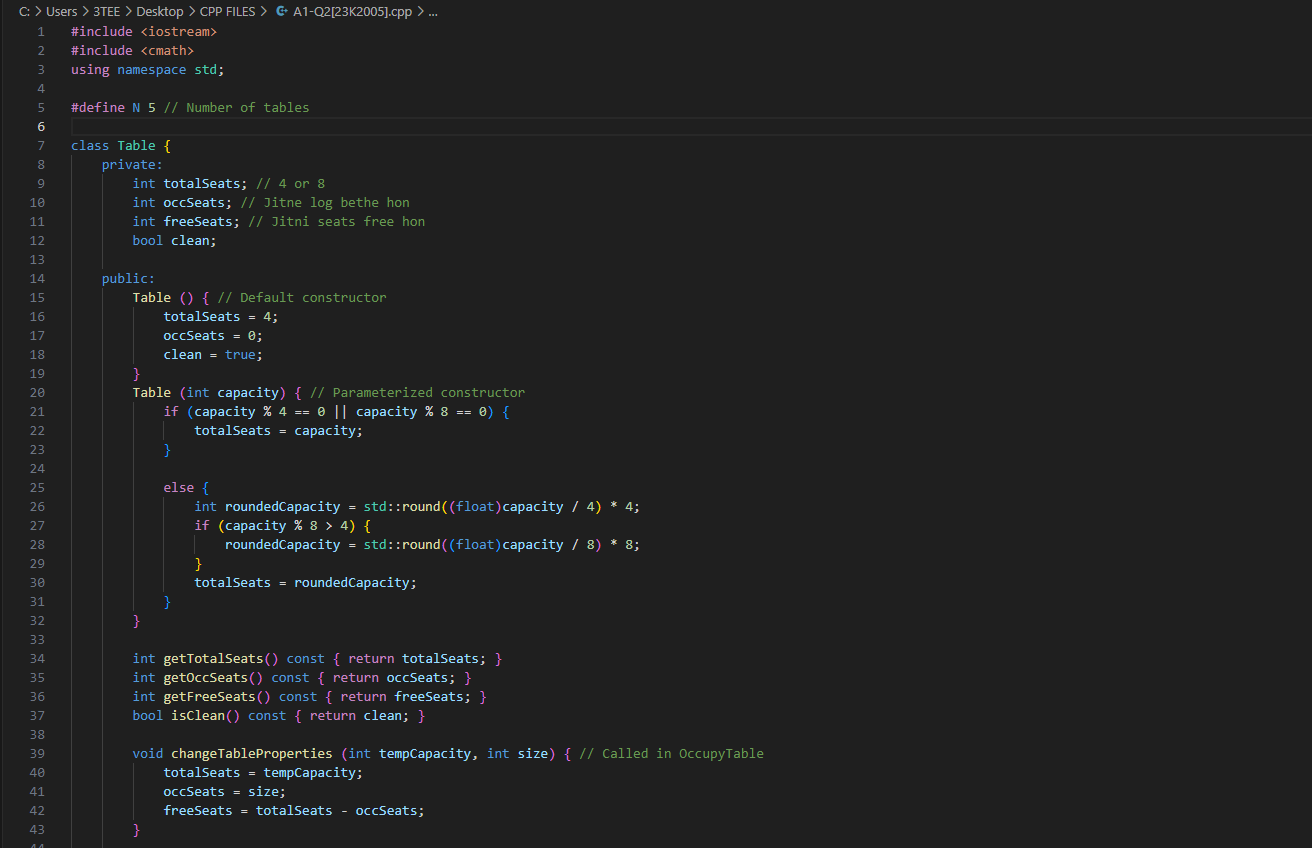 C: > Users > 3TEE > Desktop > CPP FILES > A1-Q2[23K2005].cpp > ...
1 #include <iostream>
2 #include <cmath>
3 using namespace std;
4
5 #define N 5 // Number of tables
6
7 class Table {
8     private:
9         int totalSeats; // 4 or 8
10         int occSeats; // Jitne log bethe hon
11         int freeSeats; // Jitni seats free hon
12         bool clean;
13
14     public:
15         Table () { // Default constructor
16             totalSeats = 4;
17             occSeats = 0;
18             clean = true;
19         }
20         Table (int capacity) { // Parameterized constructor
21             if (capacity % 4 == 0 || capacity % 8 == 0) {
22                 totalSeats = capacity;
23             }
24
25             else {
26                 int roundedCapacity = std::round((float)capacity / 4) * 4;
27                 if (capacity % 8 > 4) {
28                     roundedCapacity = std::round((float)capacity / 8) * 8;
29                 }
30                 totalSeats = roundedCapacity;
31             }
32         }
33
34         int getTotalSeats() const { return totalSeats; }
35         int getOccSeats() const { return occSeats; }
36         int getFreeSeats() const { return freeSeats; }
37         bool isClean() const { return clean; }
38
39         void changeTableProperties (int tempCapacity, int size) { // Called in OccupyTable
40             totalSeats = tempCapacity;
41             occSeats = size;
42             freeSeats = totalSeats - occSeats;
43         }
44